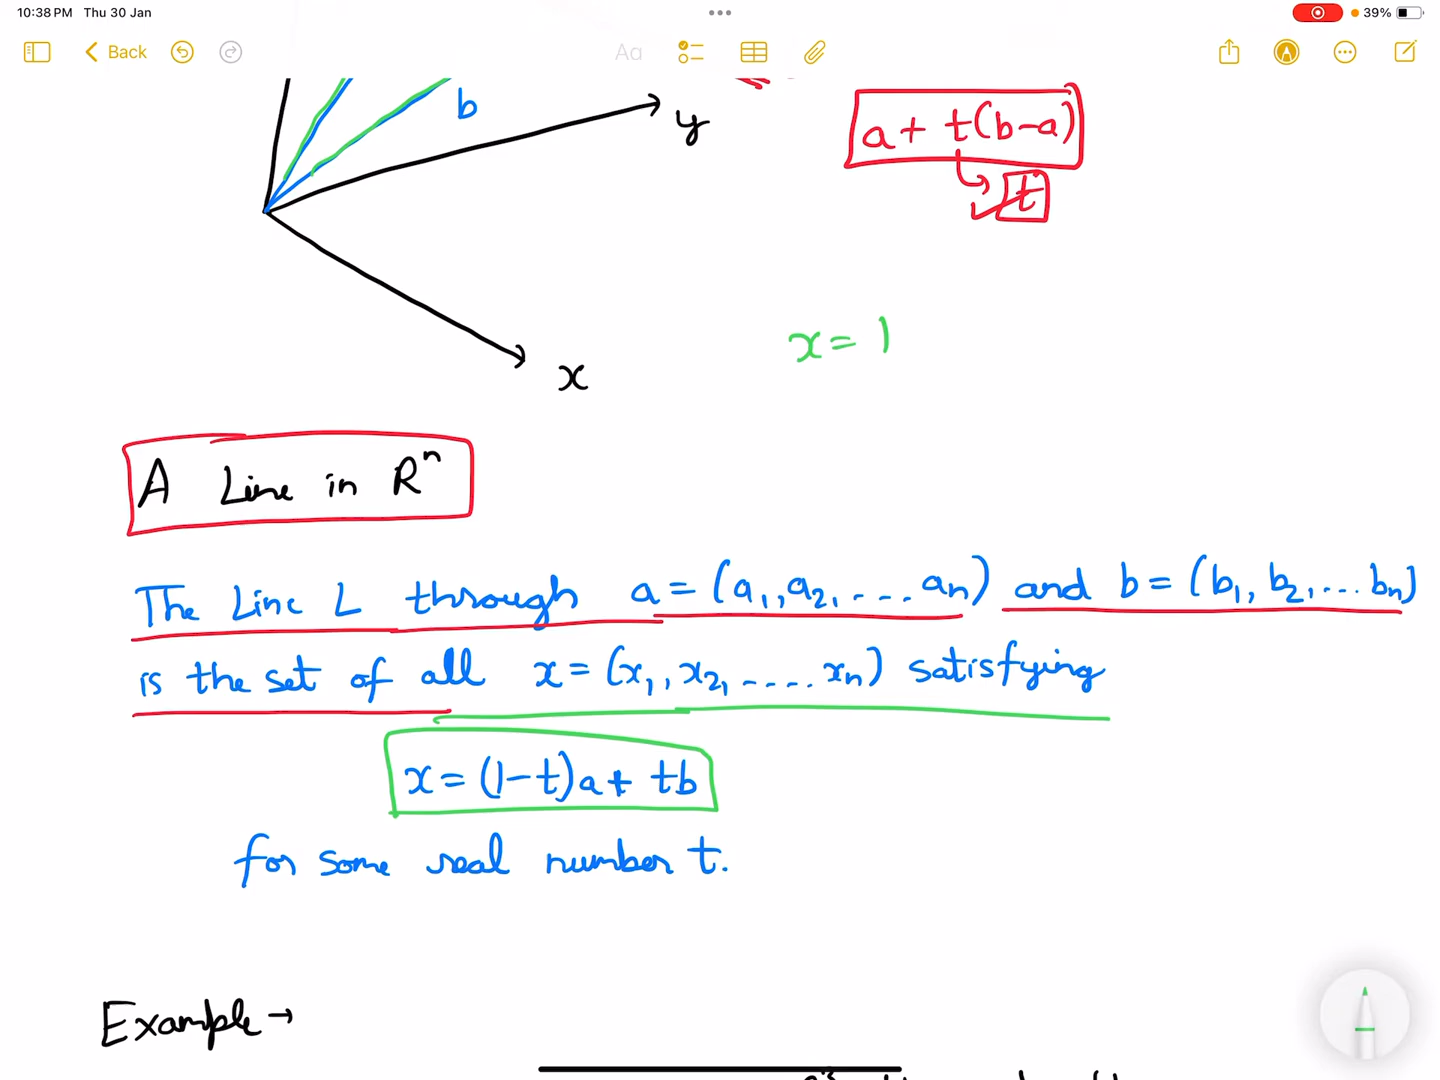 10:38 PM Thu 30 Jan
39%
Back
Aa
b
y
a + t(b-a)
t
x = 1
x
A Line in Rⁿ
The Line L through a = (a₁, a₂, .... aₙ) and b = (b₁, b₂, ... bₙ)
is the set of all x = (x₁, x₂, ..... xₙ) satisfying
x = (1-t)a + tb
for some real number t.
Example →